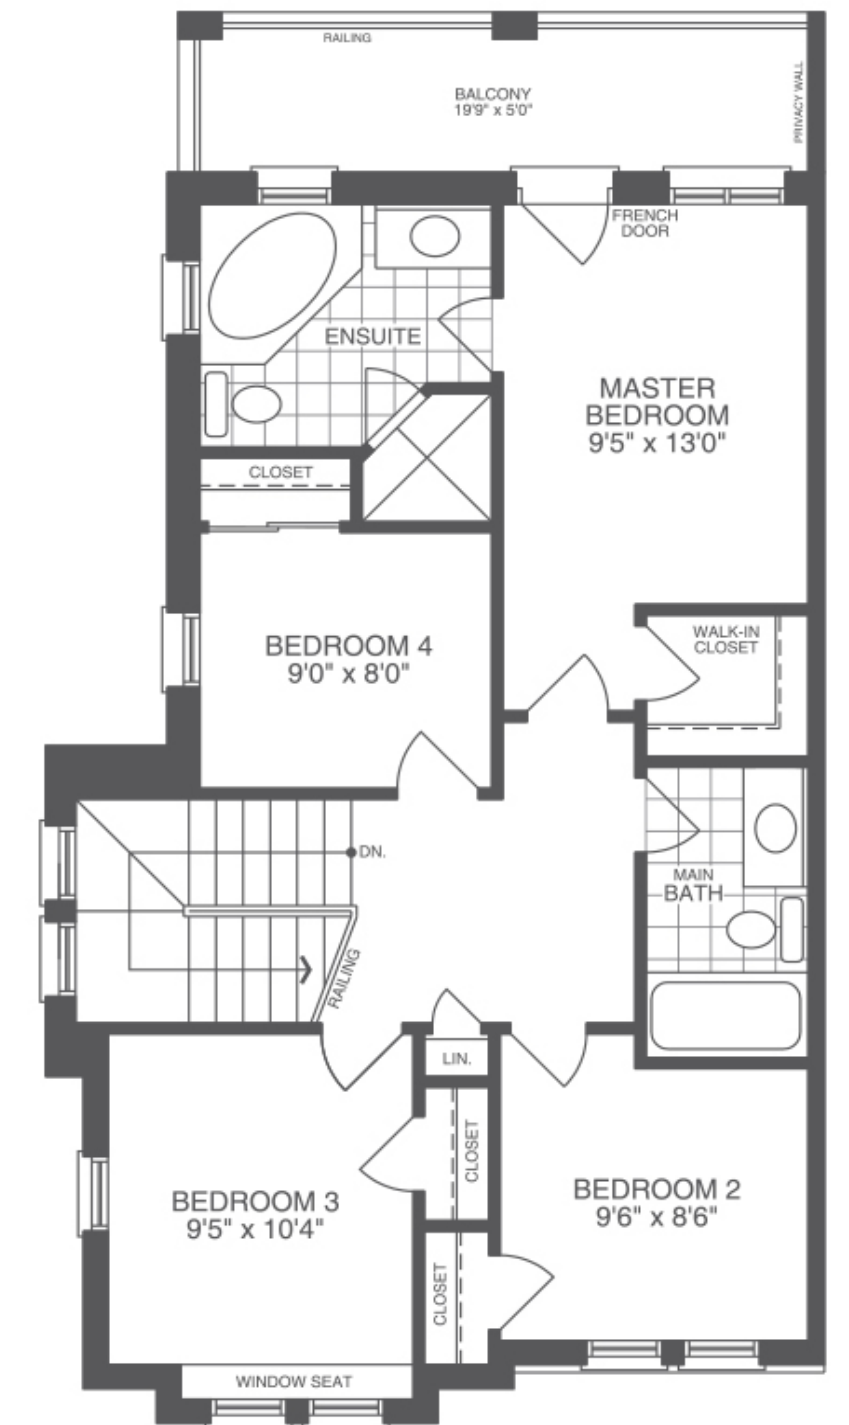 RAILING
BALCONY
19'9" x 5'0"
PRIVACY WALL
FRENCH
DOOR
ENSUITE
MASTER
BEDROOM
9'5" x 13'0"
CLOSET
WALK-IN
CLOSET
BEDROOM 4
9'0" x 8'0"
DN.
MAIN
BATH
RAILING
LIN.
CLOSET
BEDROOM 3
9'5" x 10'4"
BEDROOM 2
9'6" x 8'6"
CLOSET
WINDOW SEAT